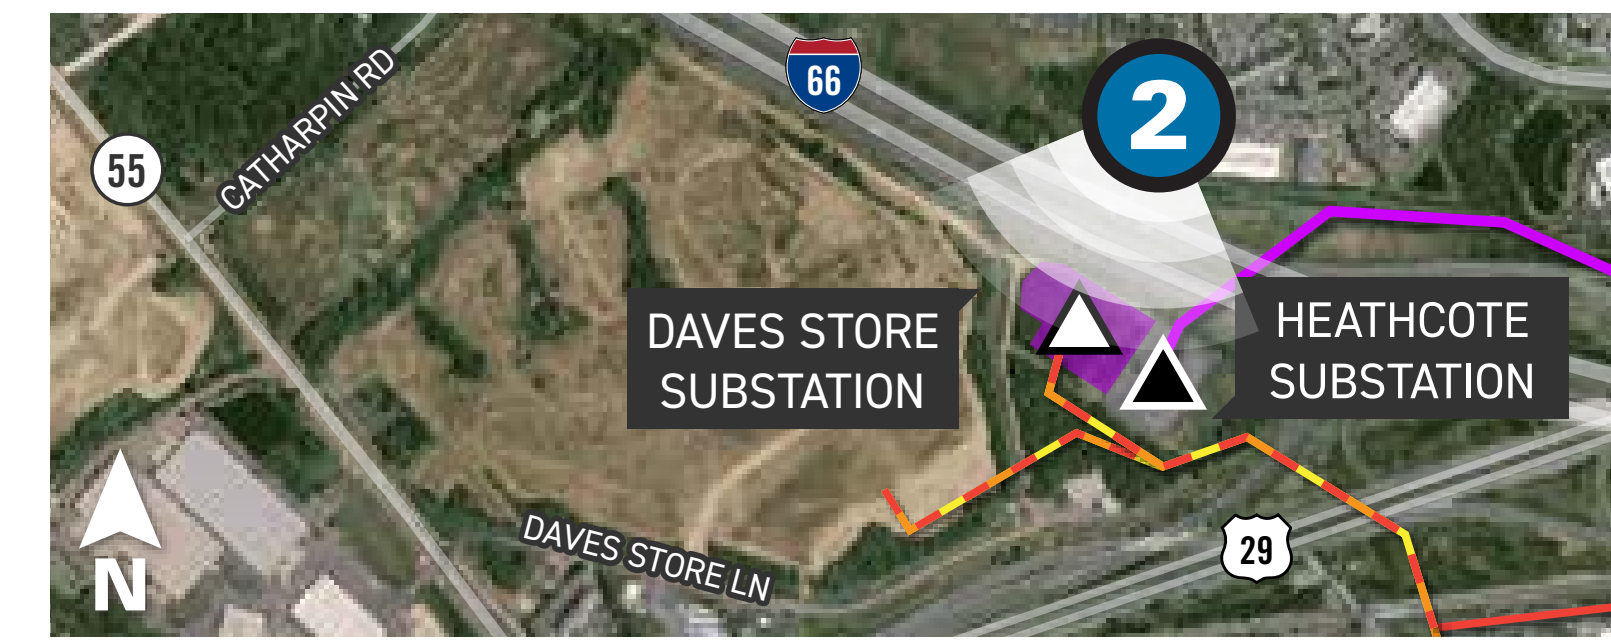 CATHARPIN RD
66
2
55
DAVES STORE
SUBSTATION
HEATHCOTE
SUBSTATION
DAVES STORE LN
29
N